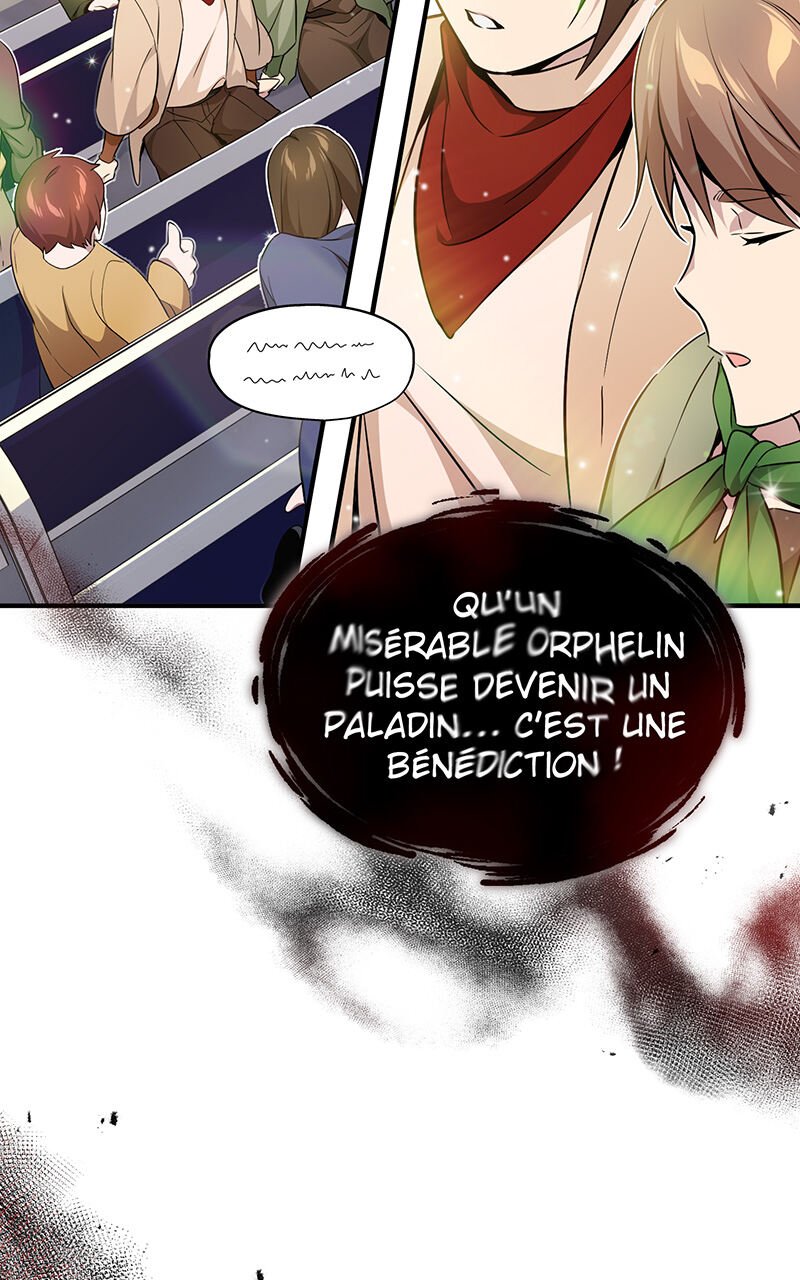 QU'UN
MISÉRABLE ORPHELIN
PUISSE DEVENIR UN
PALADIN... C'EST UNE
BÉNÉDICTION !